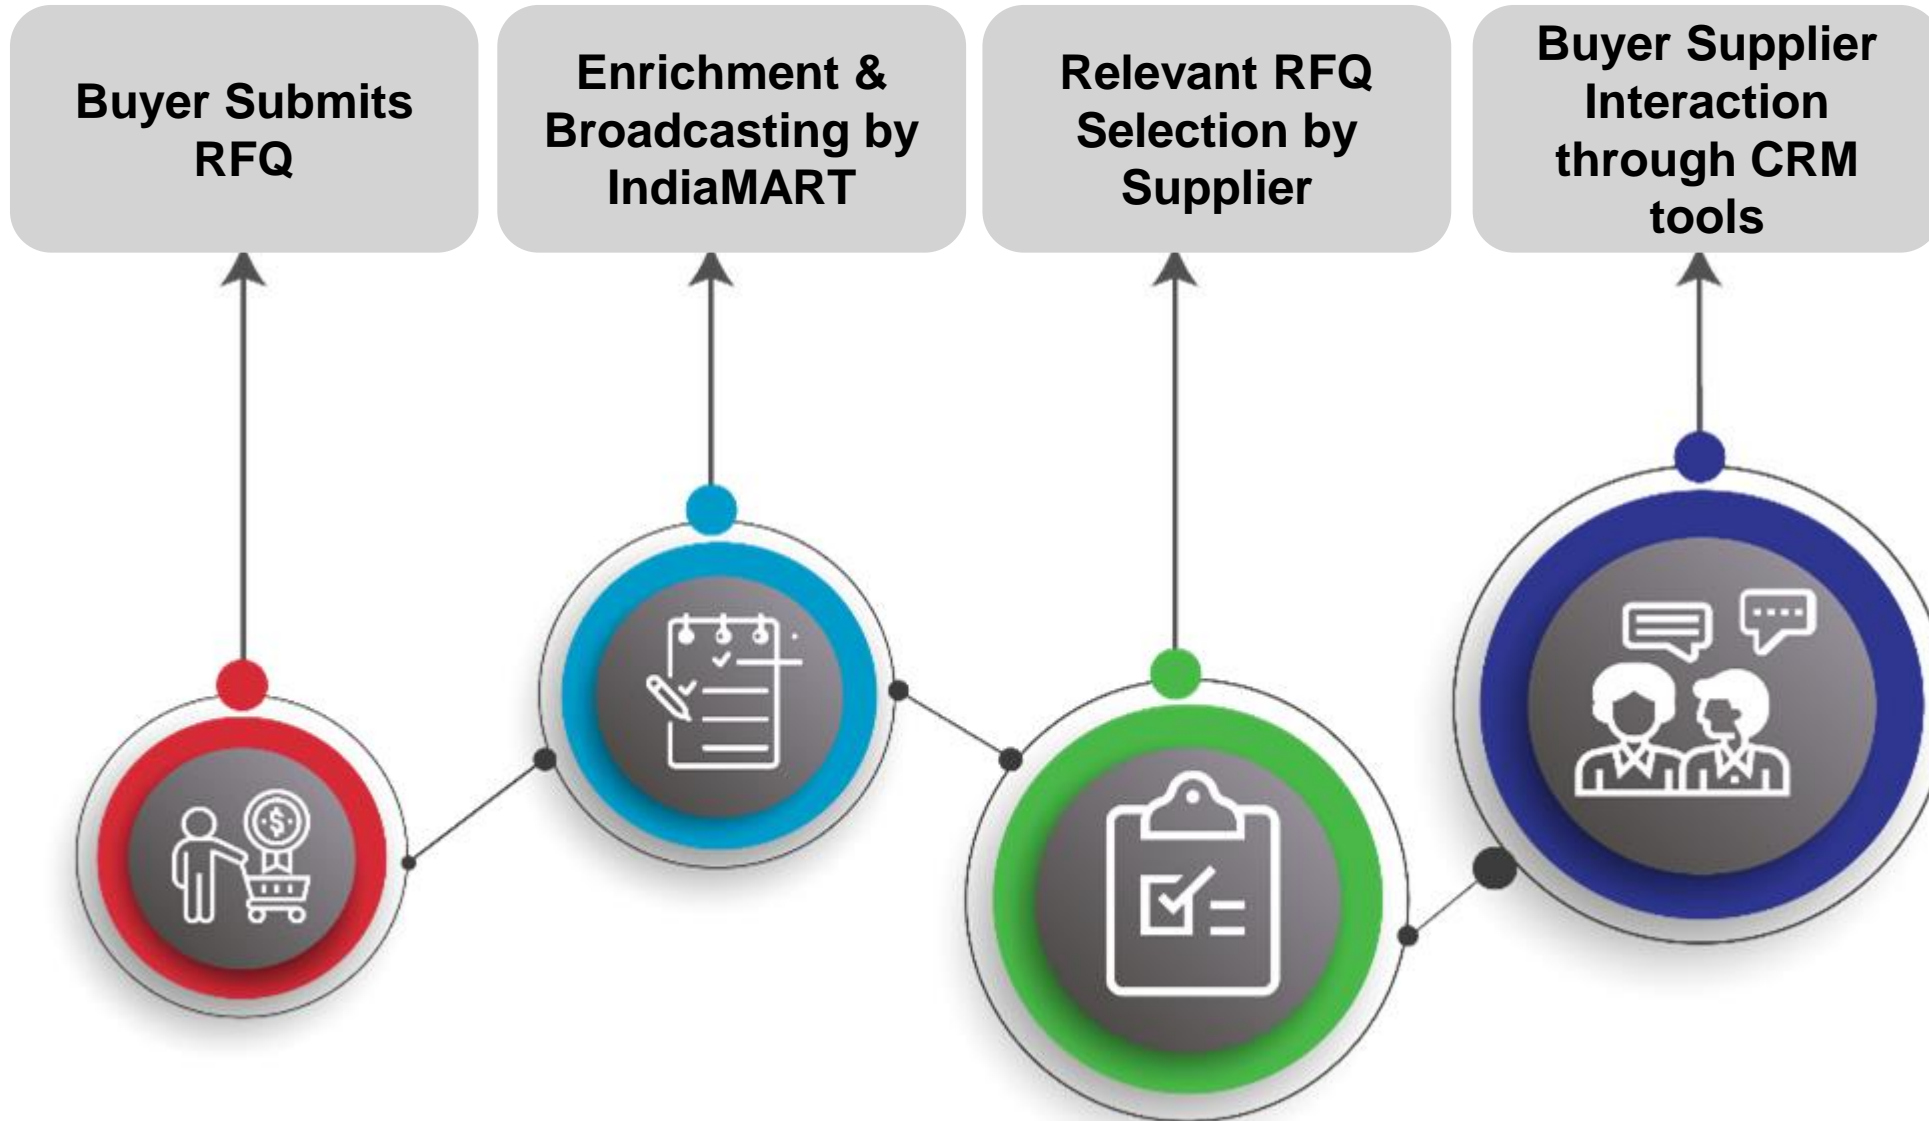 Buyer Submits
RFQ
Enrichment &
Broadcasting by
IndiaMART
Relevant RFQ
Selection by
Supplier
Buyer Supplier
Interaction
through CRM
tools
$